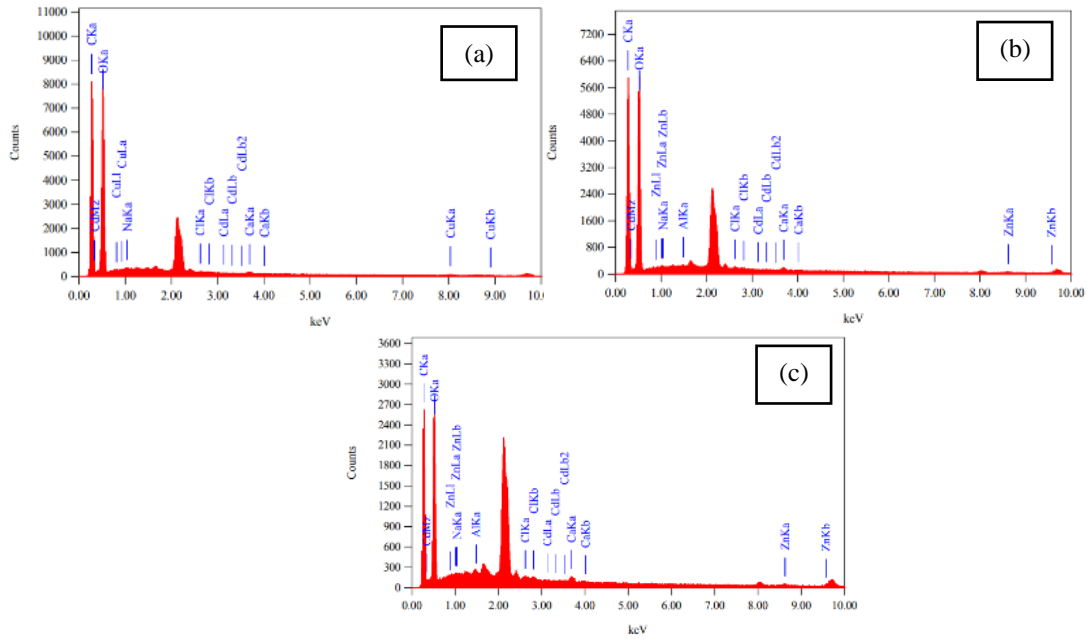 (a)
11000
10000
9000
8000
7000
6000
5000
4000
3000
2000
1000
0
Counts
CKa
OKa
CdMz
CuLl
CuLa
NaKa
ClKa
ClKb
CdLa
CdLb
CdLb2
CaKa
CaKb
CuKa
CuKb
0.00 1.00 2.00 3.00 4.00 5.00 6.00 7.00 8.00 9.00 10.0
keV
(b)
7200
6400
5600
4800
4000
3200
2400
1600
800
0
Counts
CKa
OKa
CdMz
ZnLl
ZnLa ZnLb
NaKa
AlKa
ClKa
ClKb
CdLa
CdLb
CdLb2
CaKa
CaKb
ZnKa
ZnKb
0.00 1.00 2.00 3.00 4.00 5.00 6.00 7.00 8.00 9.00 10.00
keV
(c)
3600
3300
3000
2700
2400
2100
1800
1500
1200
900
600
300
0
Counts
CKa
OKa
CdMz
ZnLl
ZnLa ZnLb
NaKa
AlKa
ClKa
ClKb
CdLa
CdLb
CdLb2
CaKa
CaKb
ZnKa
ZnKb
0.00 1.00 2.00 3.00 4.00 5.00 6.00 7.00 8.00 9.00 10.00
keV